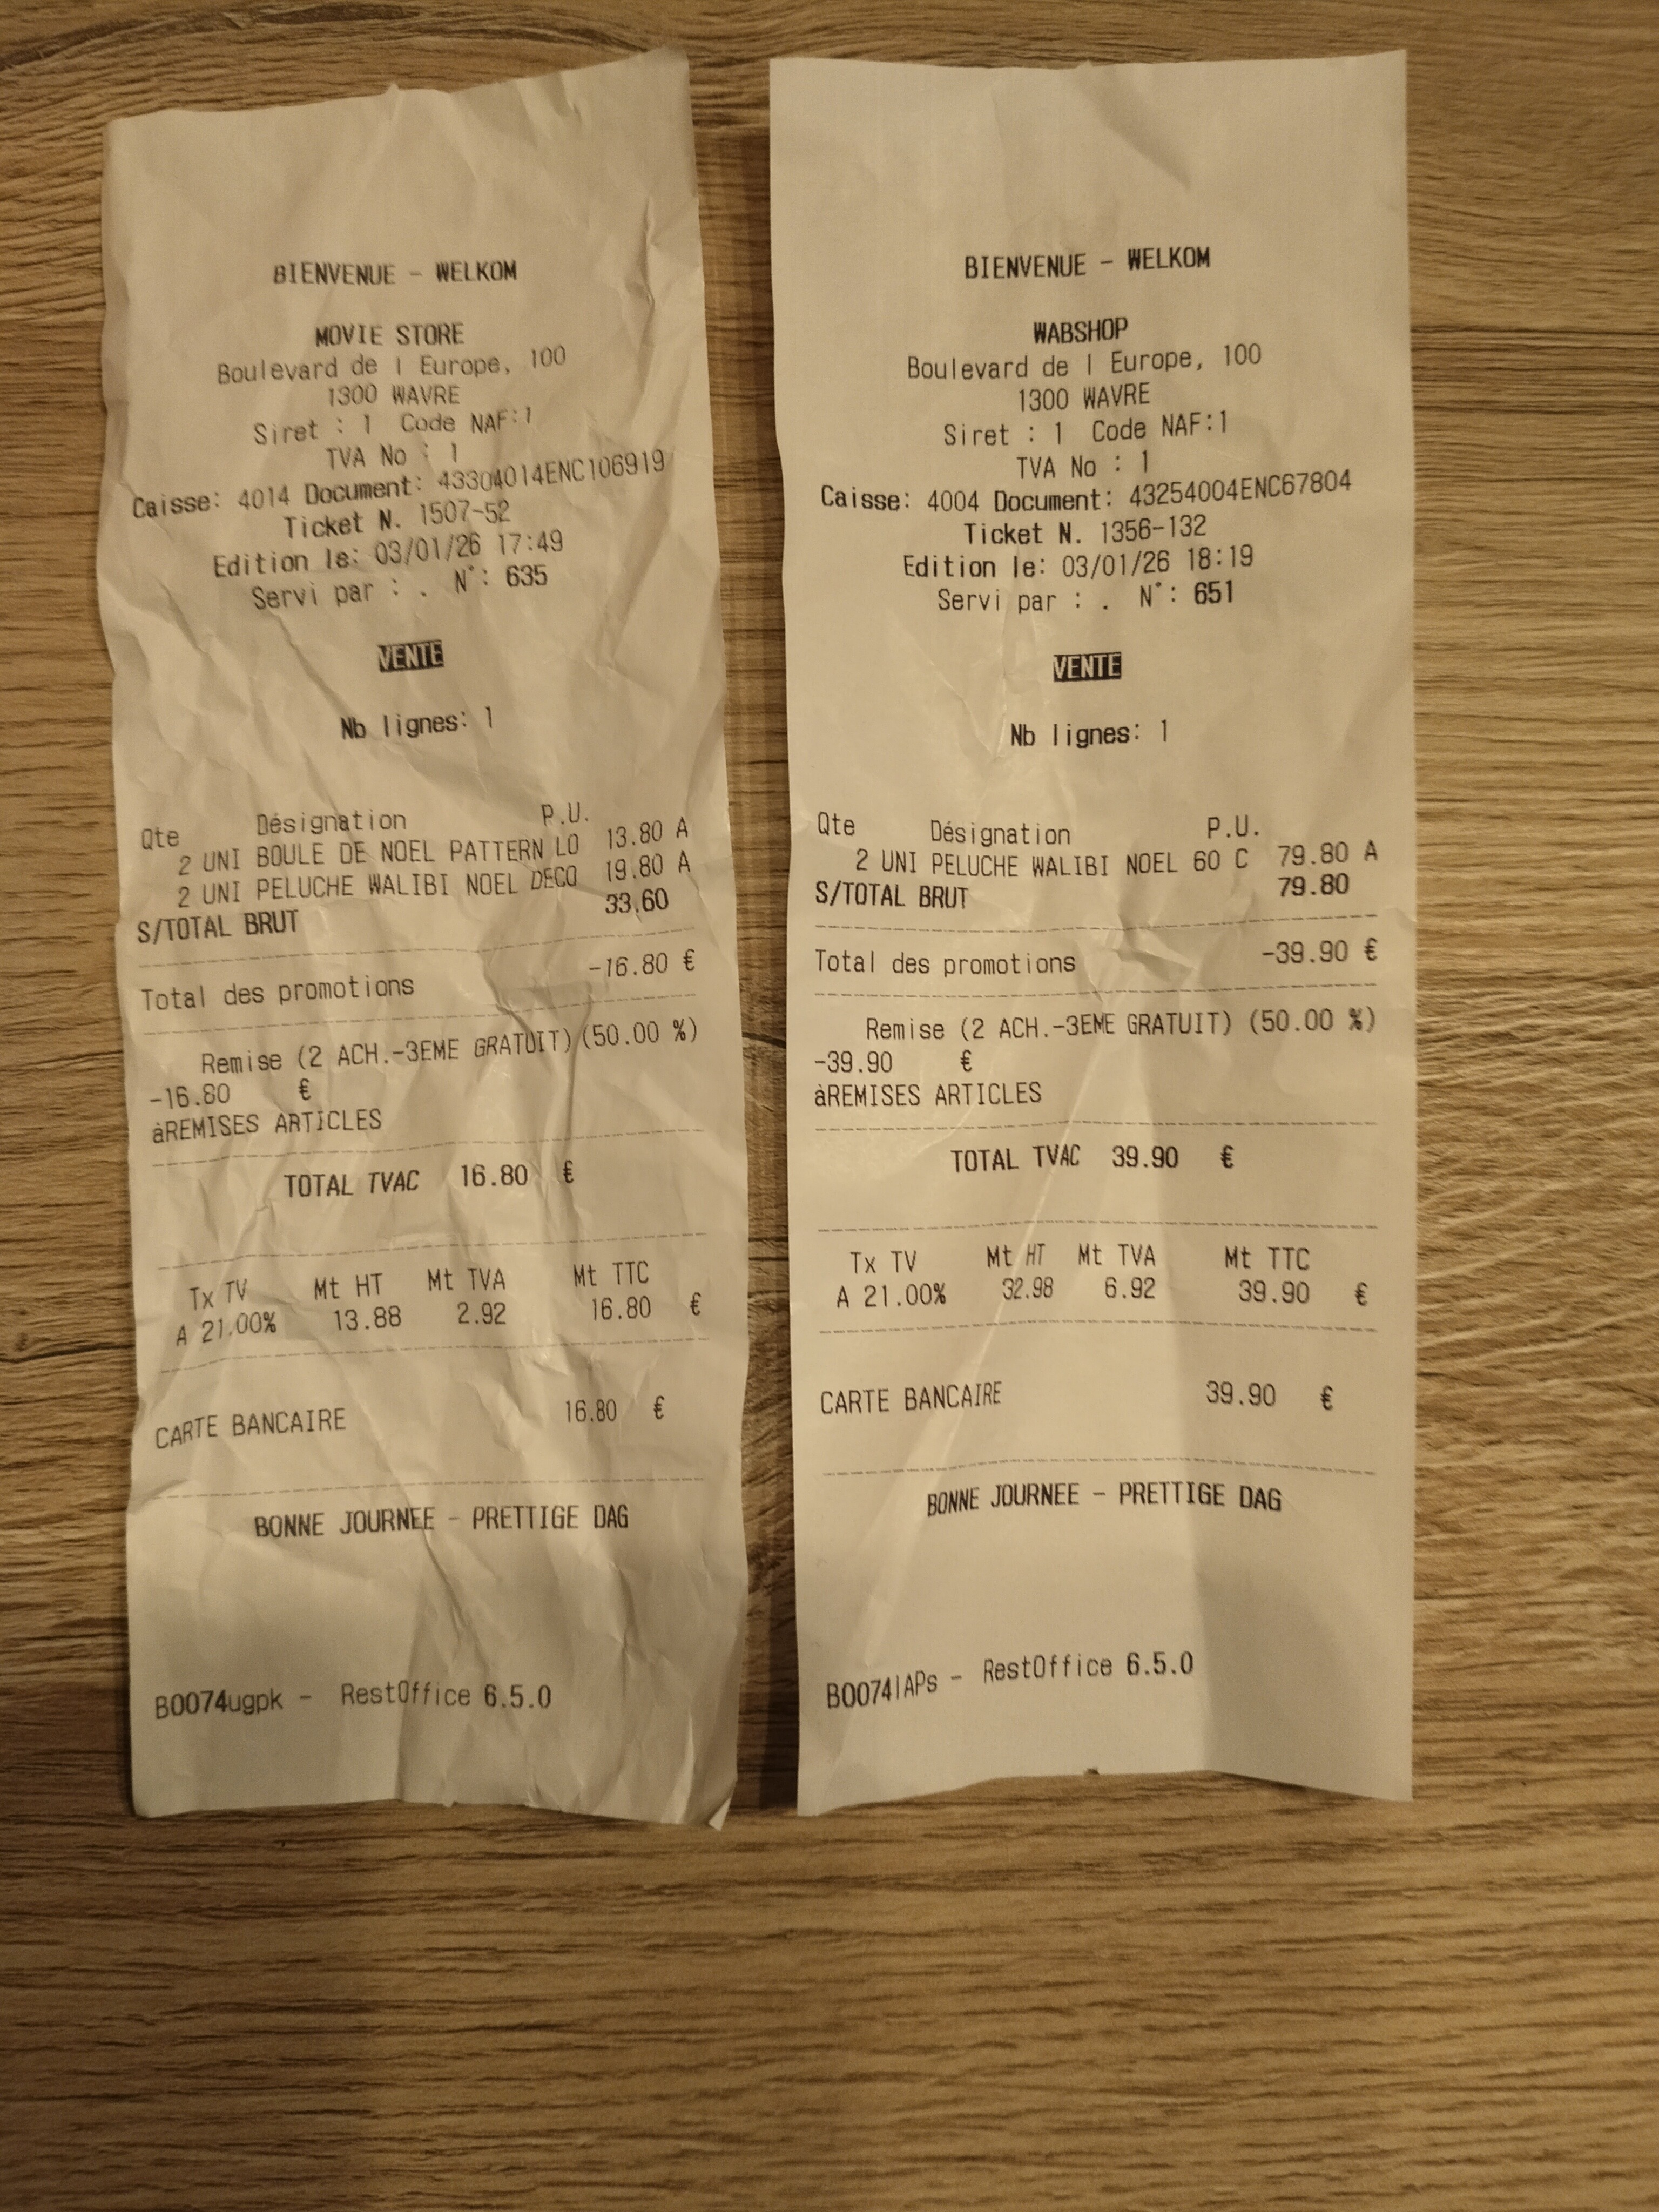 BIENVENUE - WELKOM
MOVIE STORE
Boulevard de l Europe, 100
1300 WAVRE
Siret : 1 Code NAF:1
TVA No : 1
Caisse: 4014 Document: 43304014ENC106919
Ticket N. 1507-52
Edition le: 03/01/26 17:49
Servi par : . N°: 635
VENTE
Nb lignes: 1
Qte Désignation P.U.
2 UNI BOULE DE NOEL PATTERN LO 13.80 A
2 UNI PELUCHE WALIBI NOEL DECO 19.80 A
S/TOTAL BRUT 33.60
Total des promotions -16.80 €
Remise (2 ACH.-3EME GRATUIT) (50.00 %)
-16.80 €
àREMISES ARTICLES
TOTAL TVAC 16.80 €
Tx TV Mt HT Mt TVA Mt TTC
A 21.00% 13.88 2.92 16.80 €
CARTE BANCAIRE 16.80 €
BONNE JOURNEE - PRETTIGE DAG
B0074ugpk - RestOffice 6.5.0
BIENVENUE - WELKOM
WABSHOP
Boulevard de l Europe, 100
1300 WAVRE
Siret : 1 Code NAF:1
TVA No : 1
Caisse: 4004 Document: 43254004ENC67804
Ticket N. 1356-132
Edition le: 03/01/26 18:19
Servi par : . N°: 651
VENTE
Nb lignes: 1
Qte Désignation P.U.
2 UNI PELUCHE WALIBI NOEL 60 C 79.80 A
S/TOTAL BRUT 79.80
Total des promotions -39.90 €
Remise (2 ACH.-3EME GRATUIT) (50.00 %)
-39.90 €
àREMISES ARTICLES
TOTAL TVAC 39.90 €
Tx TV Mt HT Mt TVA Mt TTC
A 21.00% 32.98 6.92 39.90 €
CARTE BANCAIRE 39.90 €
BONNE JOURNEE - PRETTIGE DAG
B0074lAPs - RestOffice 6.5.0